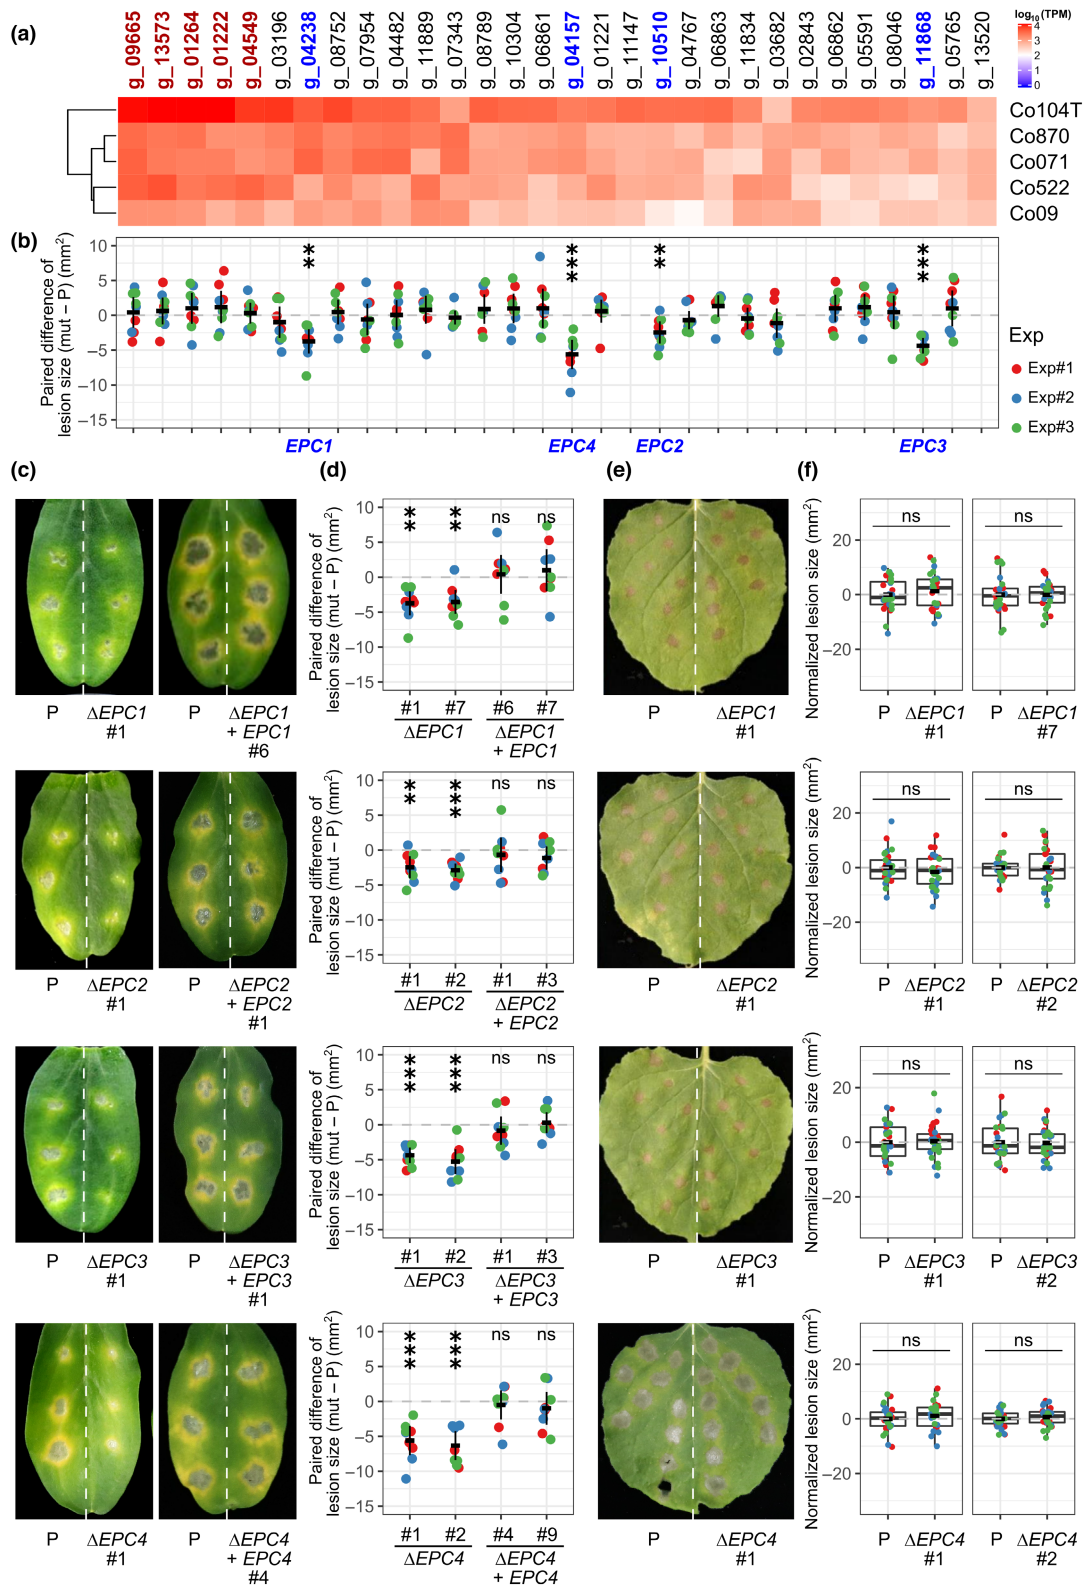 (a)
g_09665 g_13573 g_01264 g_01222 g_04549 g_03196 g_04238 g_08752 g_07954 g_04482 g_11889 g_07343 g_08789 g_10304 g_06861 g_04157 g_01221 g_11147 g_10510 g_04767 g_06863 g_11834 g_03682 g_02843 g_06862 g_05591 g_08046 g_11868 g_05765 g_13520
log10 (TPM)
4
3
2
1
0
Co104T
Co870
Co071
Co522
Co09
(b)
Paired difference of
lesion size (mut – P) (mm²)
10
5
0
–5
–10
–15
** *** ** ***
EPC1 EPC4 EPC2 EPC3
Exp
Exp#1
Exp#2
Exp#3
(c) (d) (e) (f)
P ΔEPC1
#1
P ΔEPC1
+ EPC1
#6
Paired difference of
lesion size (mut – P) (mm²)
10
5
0
–5
–10
–15
** ** ns ns
#1 #7 #6 #7
ΔEPC1 ΔEPC1
+ EPC1
P ΔEPC1
#1
Normalized lesion size (mm²)
20
0
–20
ns ns
P ΔEPC1
#1
P ΔEPC1
#7
P ΔEPC2
#1
P ΔEPC2
+ EPC2
#1
Paired difference of
lesion size (mut – P) (mm²)
10
5
0
–5
–10
–15
** *** ns ns
#1 #2 #1 #3
ΔEPC2 ΔEPC2
+ EPC2
P ΔEPC2
#1
Normalized lesion size (mm²)
20
0
–20
ns ns
P ΔEPC2
#1
P ΔEPC2
#2
P ΔEPC3
#1
P ΔEPC3
+ EPC3
#1
Paired difference of
lesion size (mut – P) (mm²)
10
5
0
–5
–10
–15
*** *** ns ns
#1 #2 #1 #3
ΔEPC3 ΔEPC3
+ EPC3
P ΔEPC3
#1
Normalized lesion size (mm²)
20
0
–20
ns ns
P ΔEPC3
#1
P ΔEPC3
#2
P ΔEPC4
#1
P ΔEPC4
+ EPC4
#4
Paired difference of
lesion size (mut – P) (mm²)
10
5
0
–5
–10
–15
*** *** ns ns
#1 #2 #4 #9
ΔEPC4 ΔEPC4
+ EPC4
P ΔEPC4
#1
Normalized lesion size (mm²)
20
0
–20
ns ns
P ΔEPC4
#1
P ΔEPC4
#2